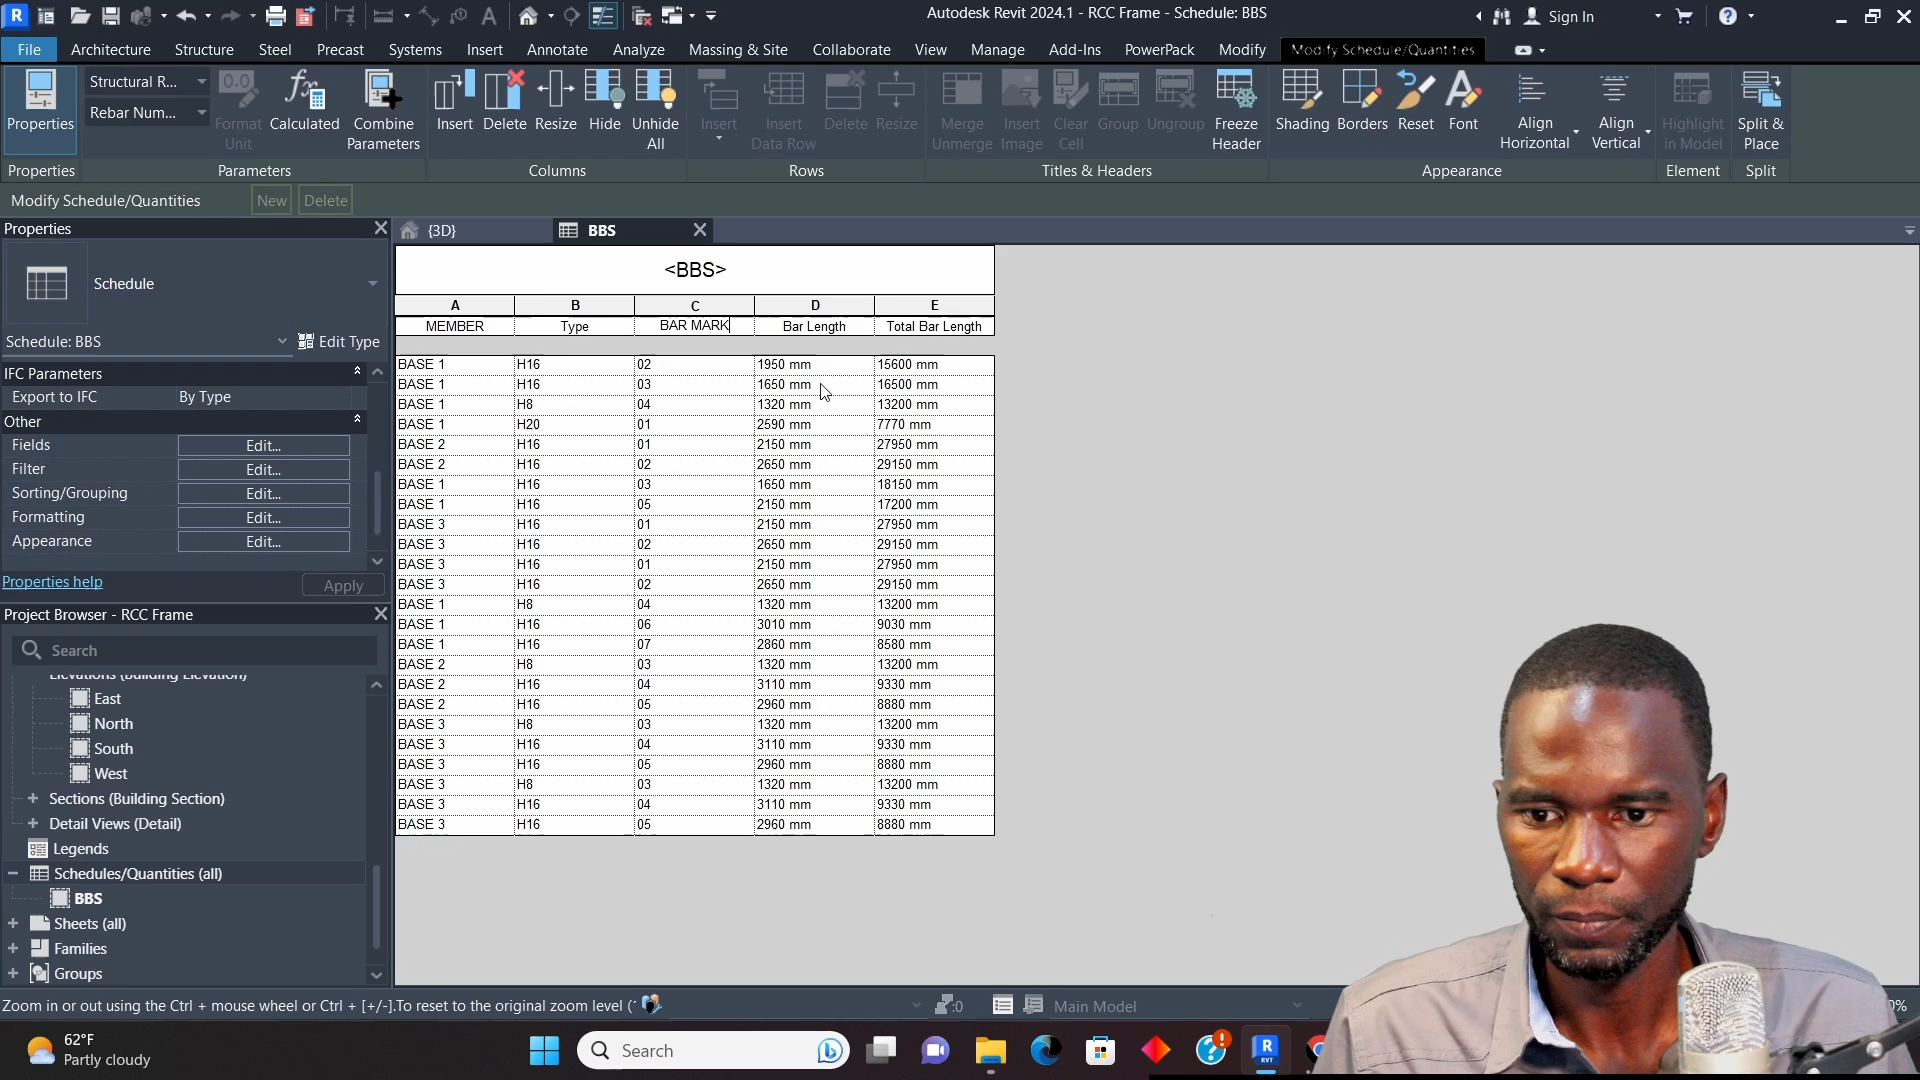 Autodesk Revit 2024.1 - RCC Frame - Schedule: BBS
Sign In
File Architecture Structure Steel Precast Systems Insert Annotate Analyze Massing & Site Collaborate View Manage Add-Ins PowerPack Modify Modify Schedule/Quantities
Properties
Structural R...
Rebar Num...
Format Unit
Calculated
Combine Parameters
Insert Delete Resize Hide Unhide All
Insert
Insert Data Row
Delete Resize
Merge Unmerge
Insert Image
Clear Cell
Group Ungroup
Freeze Header
Shading Borders Reset Font
Align Horizontal
Align Vertical
Highlight in Model
Split & Place
Properties Parameters Columns Rows Titles & Headers Appearance Element Split
Modify Schedule/Quantities New Delete
Properties
Schedule
Schedule: BBS Edit Type
IFC Parameters
Export to IFC By Type
Other
Fields Edit...
Filter Edit...
Sorting/Grouping Edit...
Formatting Edit...
Appearance Edit...
Properties help Apply
Project Browser - RCC Frame
Search
Elevations (Building Elevation)
East
North
South
West
Sections (Building Section)
Detail Views (Detail)
Legends
Schedules/Quantities (all)
BBS
Sheets (all)
Families
Groups
{3D} BBS
<BBS>
A B C D E
MEMBER Type BAR MARK Bar Length Total Bar Length
BASE 1 H16 02 1950 mm 15600 mm
BASE 1 H16 03 1650 mm 16500 mm
BASE 1 H8 04 1320 mm 13200 mm
BASE 1 H20 01 2590 mm 7770 mm
BASE 2 H16 01 2150 mm 27950 mm
BASE 2 H16 02 2650 mm 29150 mm
BASE 1 H16 03 1650 mm 18150 mm
BASE 1 H16 05 2150 mm 17200 mm
BASE 3 H16 01 2150 mm 27950 mm
BASE 3 H16 02 2650 mm 29150 mm
BASE 3 H16 01 2150 mm 27950 mm
BASE 3 H16 02 2650 mm 29150 mm
BASE 1 H8 04 1320 mm 13200 mm
BASE 1 H16 06 3010 mm 9030 mm
BASE 1 H16 07 2860 mm 8580 mm
BASE 2 H8 03 1320 mm 13200 mm
BASE 2 H16 04 3110 mm 9330 mm
BASE 2 H16 05 2960 mm 8880 mm
BASE 3 H8 03 1320 mm 13200 mm
BASE 3 H16 04 3110 mm 9330 mm
BASE 3 H16 05 2960 mm 8880 mm
BASE 3 H8 03 1320 mm 13200 mm
BASE 3 H16 04 3110 mm 9330 mm
BASE 3 H16 05 2960 mm 8880 mm
Zoom in or out using the Ctrl + mouse wheel or Ctrl + [+/-].To reset to the original zoom level ( :0 Main Model
62°F
Partly cloudy
Search